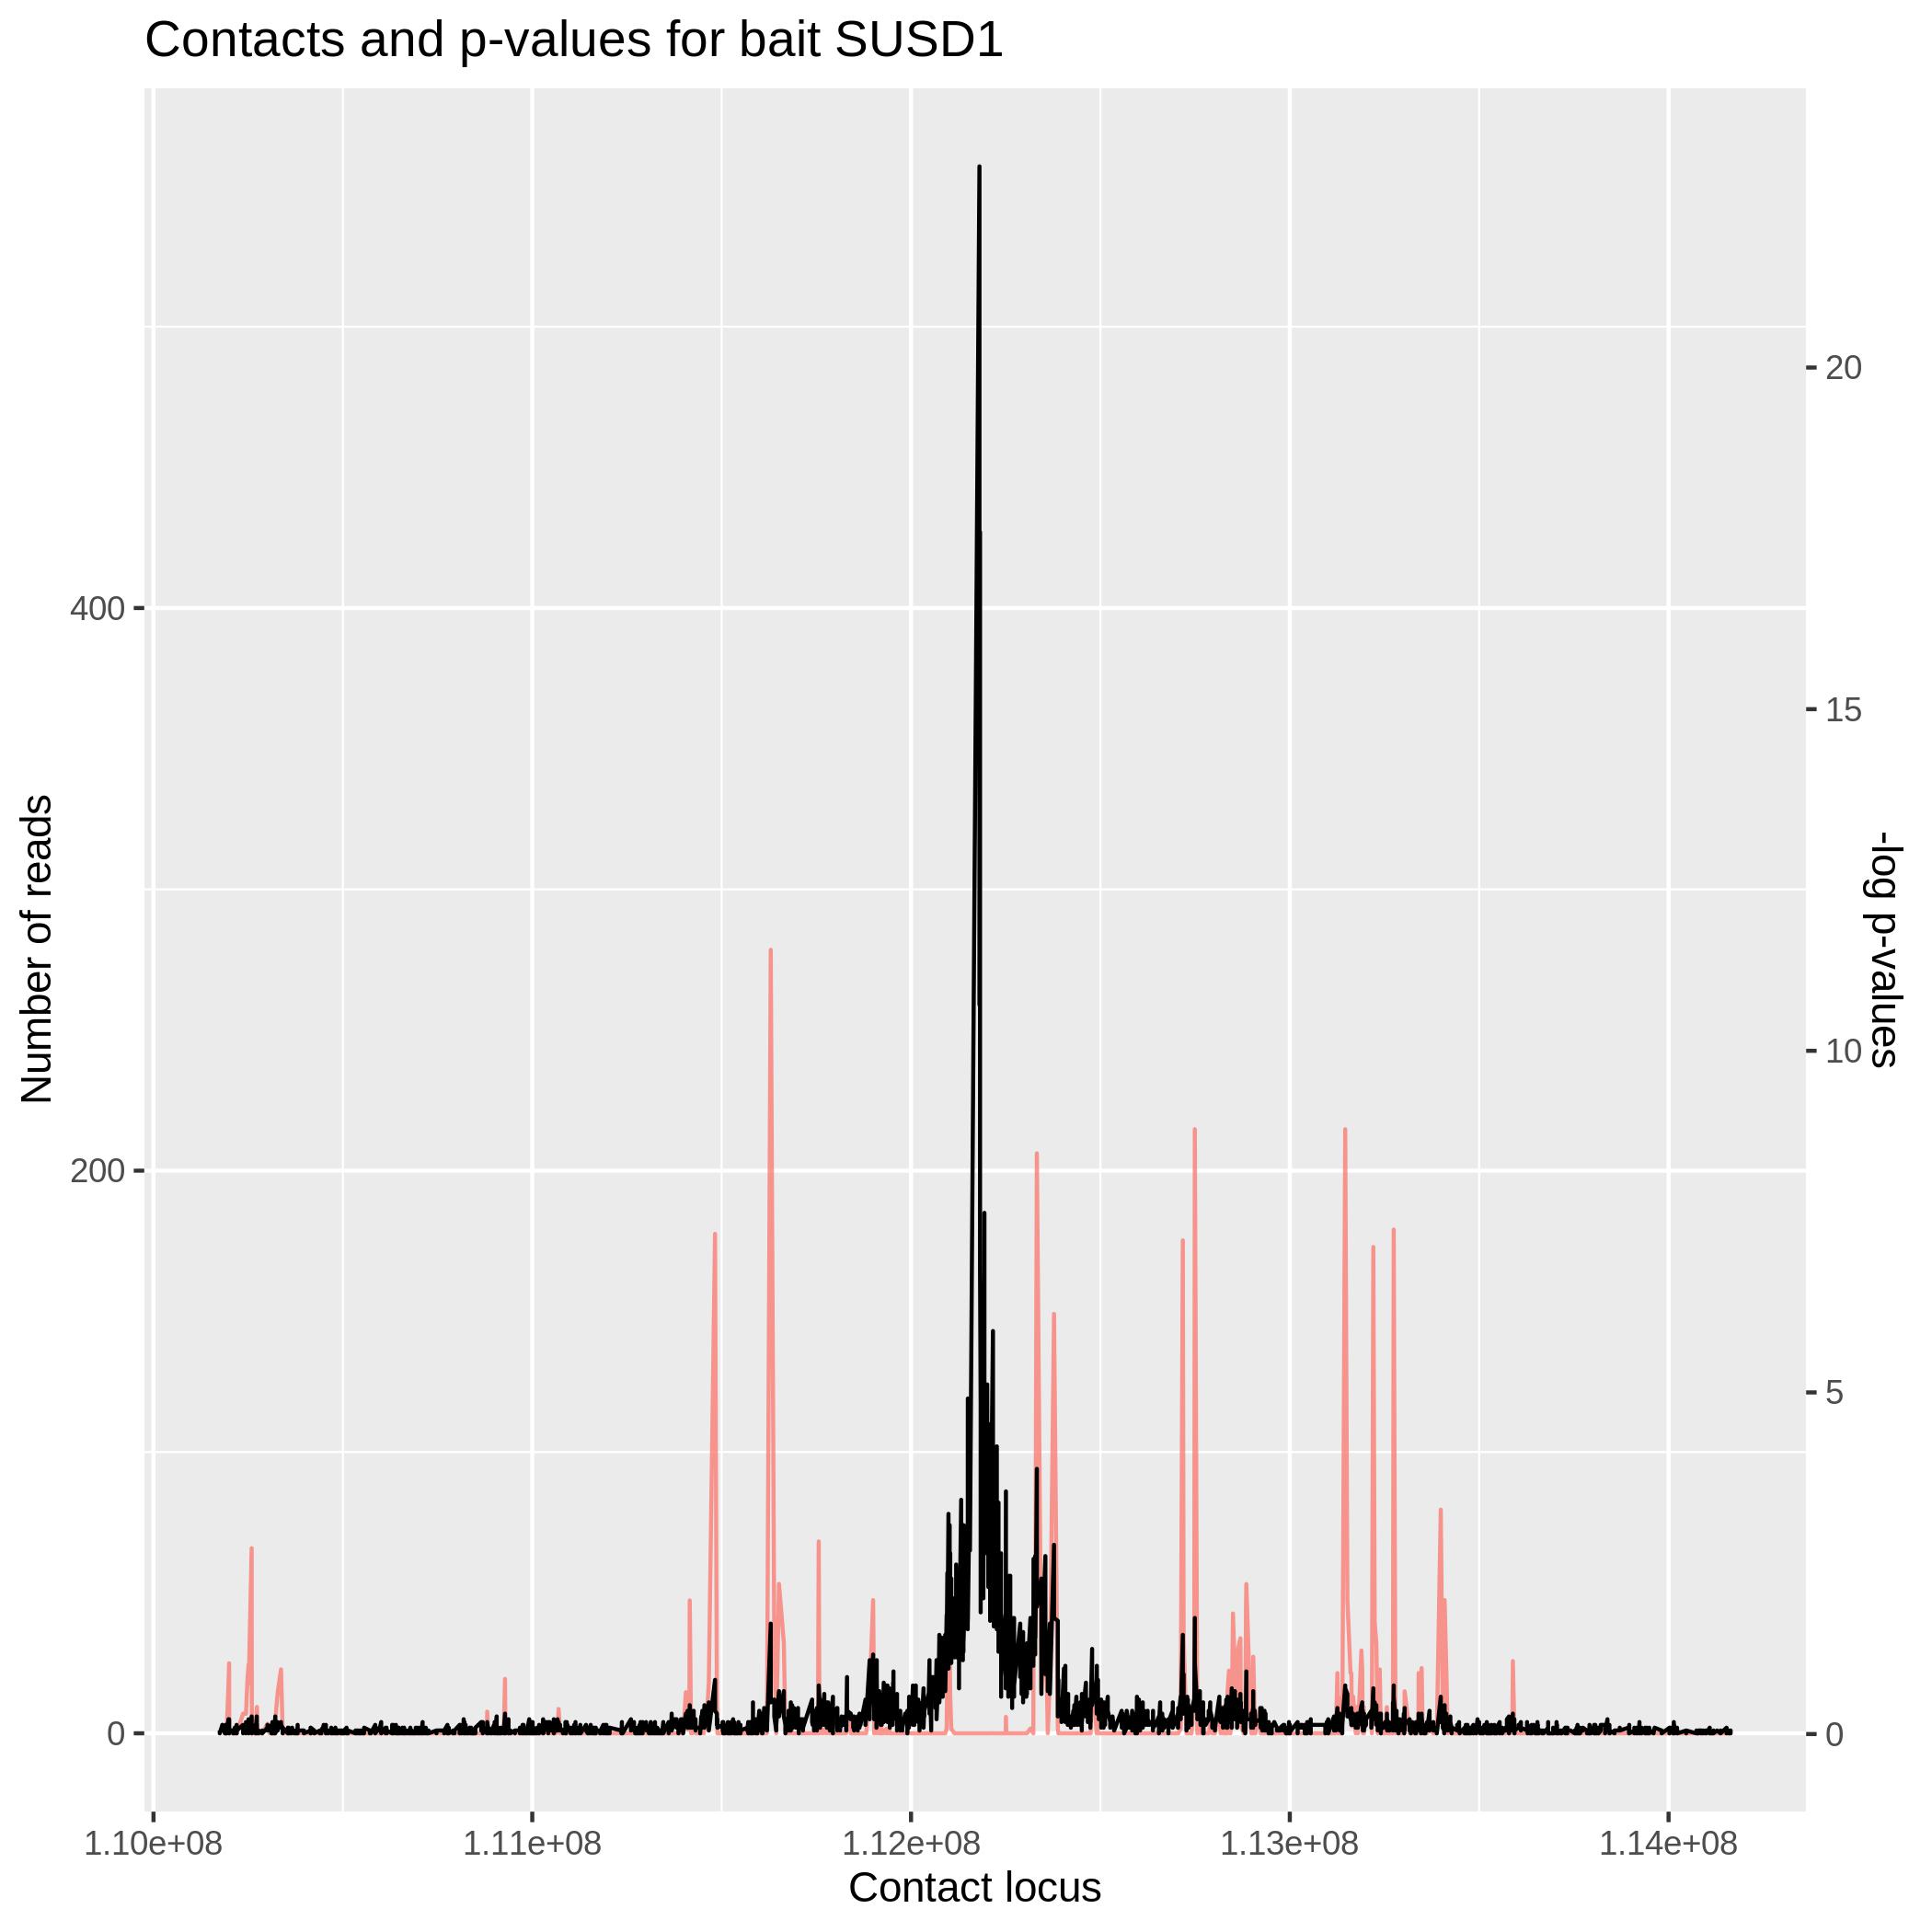 Contacts and p-values for bait SUSD1
Number of reads
400
200
0
20
15
10
5
0
-log p-values
1.10e+08
1.11e+08
1.12e+08
1.13e+08
1.14e+08
Contact locus